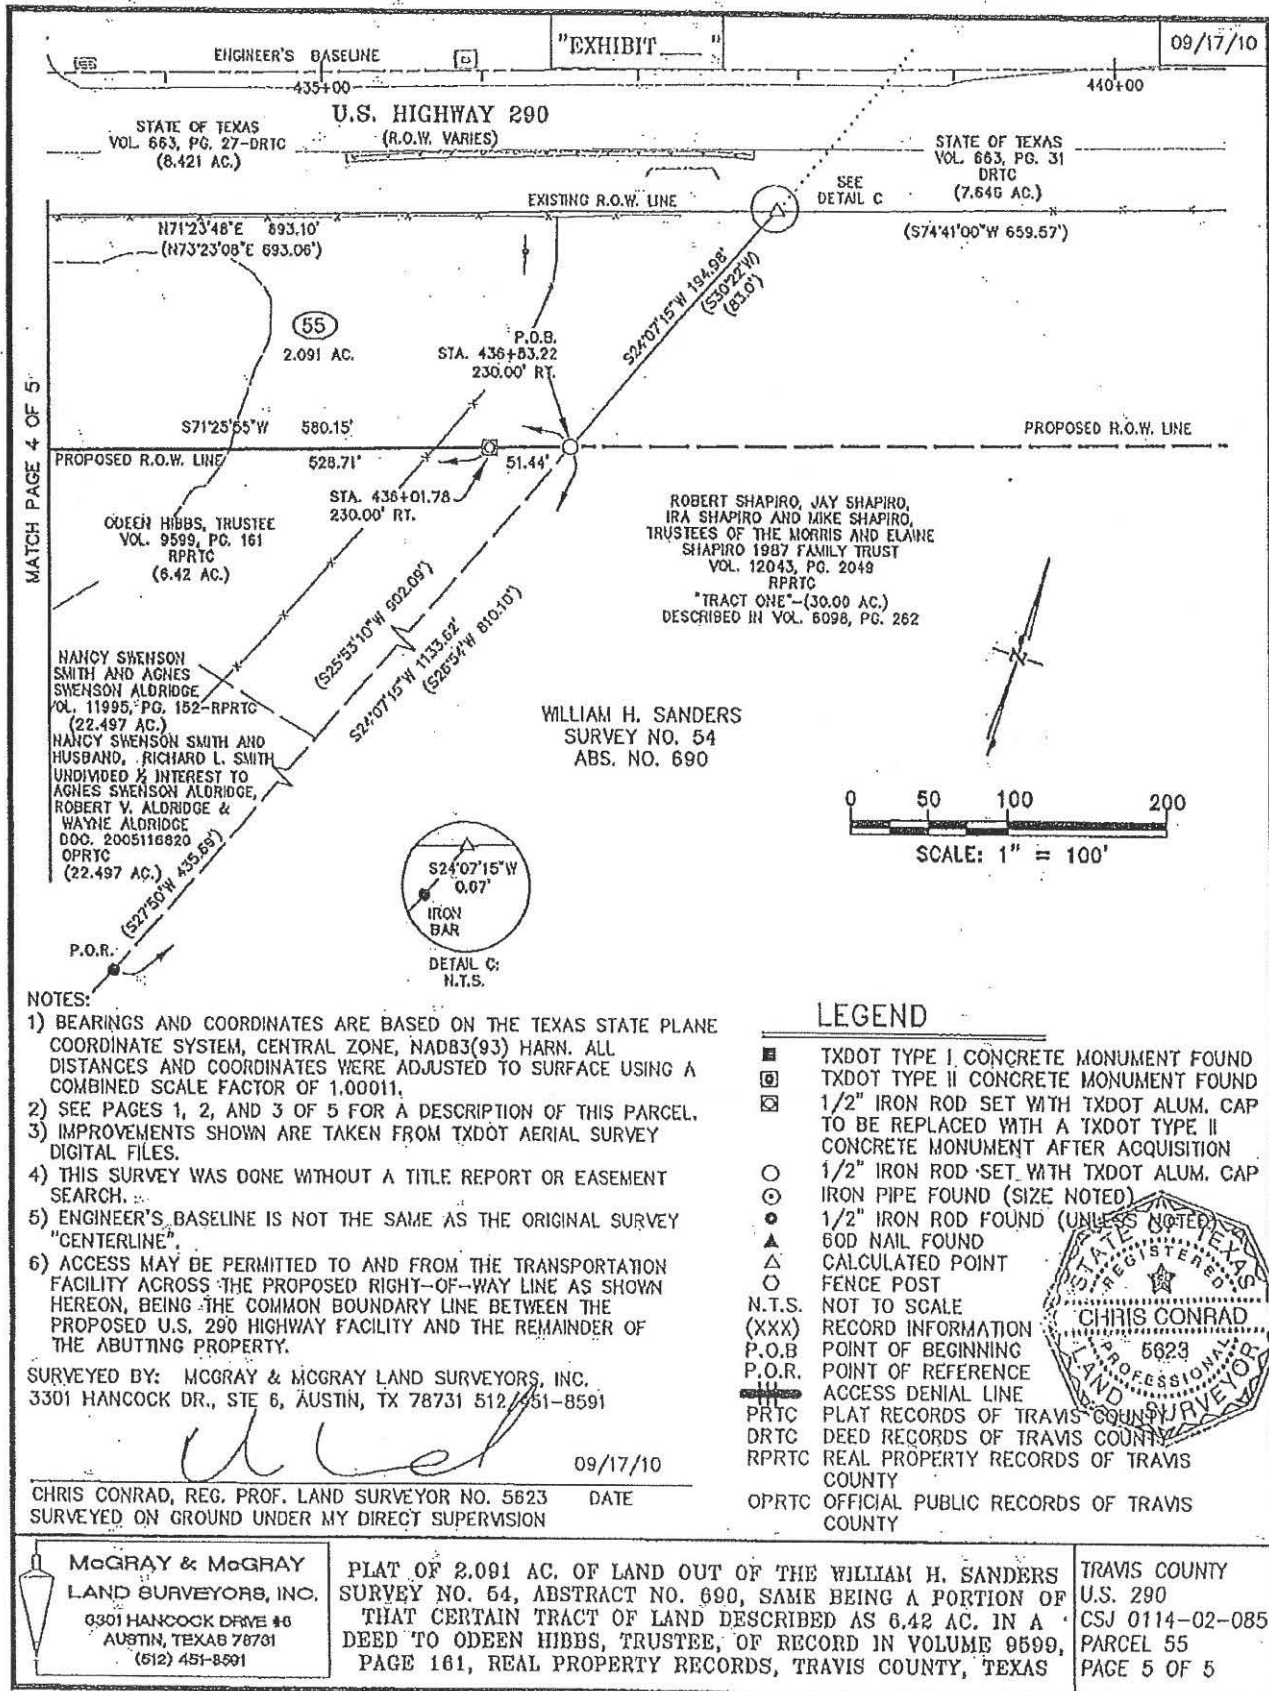 "EXHIBIT ___ "
09/17/10
ENGINEER'S BASELINE
435+00
440+00
U.S. HIGHWAY 290
(R.O.W. VARIES)
STATE OF TEXAS
VOL. 663, PG. 27-DRTC
(8.421 AC.)
STATE OF TEXAS
VOL. 663, PG. 31
DRTC
(7.646 AC.)
SEE
DETAIL C
EXISTING R.O.W. LINE
N71°23'48"E 693.10'
(N73°23'08"E 693.06')
(S74°41'00"W 659.57')
S24°07'15"W 194.98'
(S30°22'W)
(83.0')
55
2.091 AC.
P.O.B.
STA. 436+83.22
230.00' RT.
MATCH PAGE 4 OF 5
S71°25'55"W 580.15'
PROPOSED R.O.W. LINE
528.71'
51.44'
PROPOSED R.O.W. LINE
STA. 436+01.78
230.00' RT.
ODEEN HIBBS, TRUSTEE
VOL. 9599, PG. 161
RPRTC
(6.42 AC.)
ROBERT SHAPIRO, JAY SHAPIRO,
IRA SHAPIRO AND MIKE SHAPIRO,
TRUSTEES OF THE MORRIS AND ELAINE
SHAPIRO 1987 FAMILY TRUST
VOL. 12043, PG. 2049
RPRTC
"TRACT ONE"-(30.00 AC.)
DESCRIBED IN VOL. 6098, PG. 262
(S25°53'10"W 902.09')
S24°07'15"W 1133.62'
(S26°54'W 810.10')
NANCY SWENSON
SMITH AND AGNES
SWENSON ALDRIDGE
VOL. 11995, PG. 152-RPRTC
(22.497 AC.)
NANCY SWENSON SMITH AND
HUSBAND, RICHARD L. SMITH
UNDIVIDED ½ INTEREST TO
AGNES SWENSON ALDRIDGE,
ROBERT V. ALDRIDGE &
WAYNE ALDRIDGE
DOC. 2005116820
OPRTC
(22.497 AC.)
WILLIAM H. SANDERS
SURVEY NO. 54
ABS. NO. 690
N
0 50 100 200
SCALE: 1" = 100'
(S27°50'W 435.69')
P.O.R.
S24°07'15"W
0.07'
IRON
BAR
DETAIL C:
N.T.S.
NOTES:
1) BEARINGS AND COORDINATES ARE BASED ON THE TEXAS STATE PLANE
COORDINATE SYSTEM, CENTRAL ZONE, NAD83(93) HARN. ALL
DISTANCES AND COORDINATES WERE ADJUSTED TO SURFACE USING A
COMBINED SCALE FACTOR OF 1.00011.
2) SEE PAGES 1, 2, AND 3 OF 5 FOR A DESCRIPTION OF THIS PARCEL.
3) IMPROVEMENTS SHOWN ARE TAKEN FROM TXDOT AERIAL SURVEY
DIGITAL FILES.
4) THIS SURVEY WAS DONE WITHOUT A TITLE REPORT OR EASEMENT
SEARCH.
5) ENGINEER'S BASELINE IS NOT THE SAME AS THE ORIGINAL SURVEY
"CENTERLINE".
6) ACCESS MAY BE PERMITTED TO AND FROM THE TRANSPORTATION
FACILITY ACROSS THE PROPOSED RIGHT-OF-WAY LINE AS SHOWN
HEREON, BEING THE COMMON BOUNDARY LINE BETWEEN THE
PROPOSED U.S. 290 HIGHWAY FACILITY AND THE REMAINDER OF
THE ABUTTING PROPERTY.
SURVEYED BY: MCGRAY & MCGRAY LAND SURVEYORS, INC.
3301 HANCOCK DR., STE 6, AUSTIN, TX 78731 512/451-8591
09/17/10
CHRIS CONRAD, REG. PROF. LAND SURVEYOR NO. 5623 DATE
SURVEYED ON GROUND UNDER MY DIRECT SUPERVISION
LEGEND
TXDOT TYPE I CONCRETE MONUMENT FOUND
TXDOT TYPE II CONCRETE MONUMENT FOUND
1/2" IRON ROD SET WITH TXDOT ALUM. CAP
TO BE REPLACED WITH A TXDOT TYPE II
CONCRETE MONUMENT AFTER ACQUISITION
1/2" IRON ROD SET WITH TXDOT ALUM. CAP
IRON PIPE FOUND (SIZE NOTED)
1/2" IRON ROD FOUND (UNLESS NOTED)
60D NAIL FOUND
CALCULATED POINT
FENCE POST
N.T.S. NOT TO SCALE
(XXX) RECORD INFORMATION
P.O.B POINT OF BEGINNING
P.O.R. POINT OF REFERENCE
ACCESS DENIAL LINE
PRTC PLAT RECORDS OF TRAVIS COUNTY
DRTC DEED RECORDS OF TRAVIS COUNTY
RPRTC REAL PROPERTY RECORDS OF TRAVIS
COUNTY
OPRTC OFFICIAL PUBLIC RECORDS OF TRAVIS
COUNTY
STATE OF TEXAS
REGISTERED
CHRIS CONRAD
5623
PROFESSIONAL
LAND SURVEYOR
McGRAY & McGRAY
LAND SURVEYORS, INC.
3301 HANCOCK DRIVE #6
AUSTIN, TEXAS 78731
(512) 451-8591
PLAT OF 2.091 AC. OF LAND OUT OF THE WILLIAM H. SANDERS
SURVEY NO. 54, ABSTRACT NO. 690, SAME BEING A PORTION OF
THAT CERTAIN TRACT OF LAND DESCRIBED AS 6.42 AC. IN A
DEED TO ODEEN HIBBS, TRUSTEE, OF RECORD IN VOLUME 9599,
PAGE 161, REAL PROPERTY RECORDS, TRAVIS COUNTY, TEXAS
TRAVIS COUNTY
U.S. 290
CSJ 0114-02-085
PARCEL 55
PAGE 5 OF 5